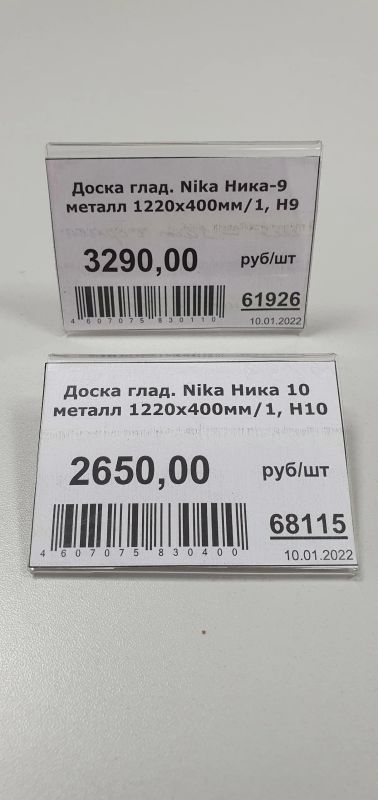 Доска глад. Nika Ника-9
металл 1220х400мм/1, Н9
3290,00 руб/шт
61926
4 607075 830110
10.01.2022
Доска глад. Nika Ника 10
металл 1220х400мм/1, Н10
2650,00 руб/шт
68115
4 607075 830400
10.01.2022